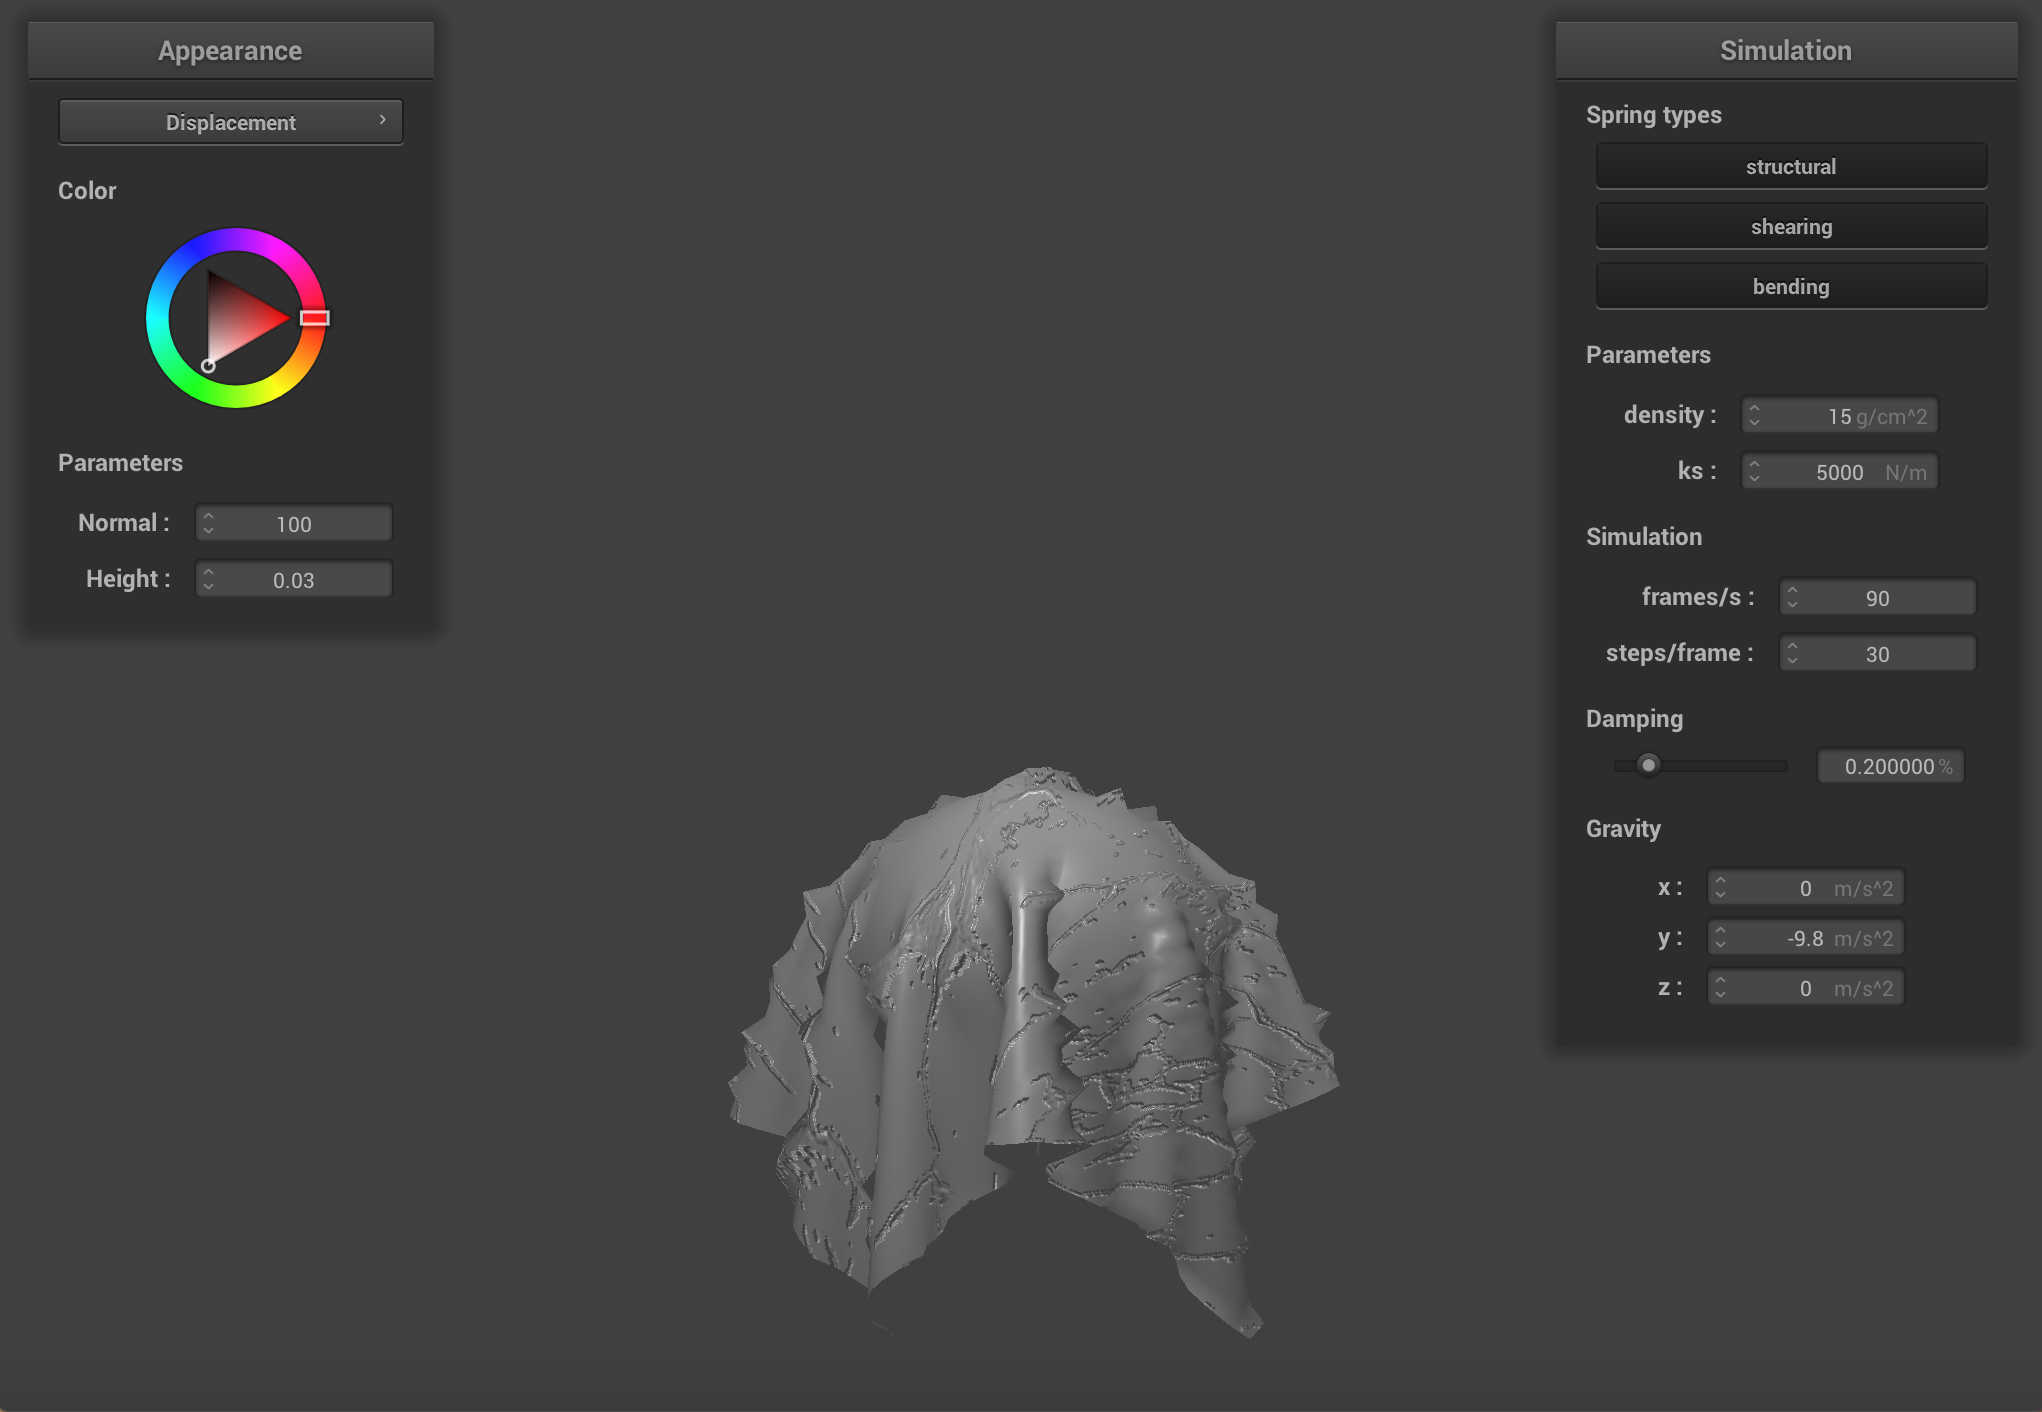 Appearance
Displacement
Color
Parameters
Normal : 100
Height : 0.03
Simulation
Spring types
structural
shearing
bending
Parameters
density : 15 g/cm^2
ks : 5000 N/m
Simulation
frames/s : 90
steps/frame : 30
Damping
0.200000 %
Gravity
x : 0 m/s^2
y : -9.8 m/s^2
z : 0 m/s^2